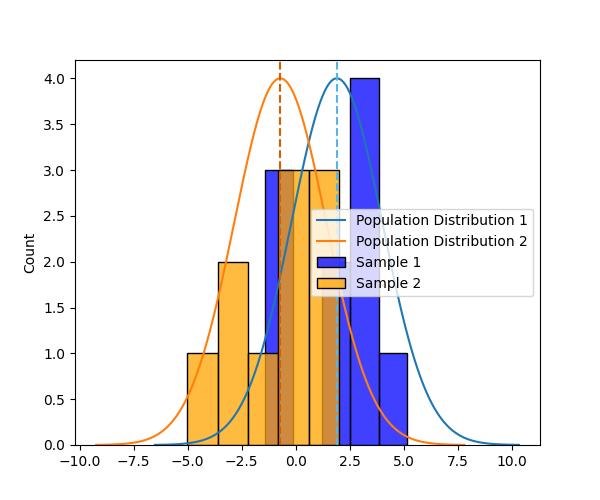 4.0
3.5
3.0
2.5
2.0
1.5
1.0
0.5
0.0
Count
Population Distribution 1
Population Distribution 2
Sample 1
Sample 2
−10.0 −7.5 −5.0 −2.5 0.0 2.5 5.0 7.5 10.0